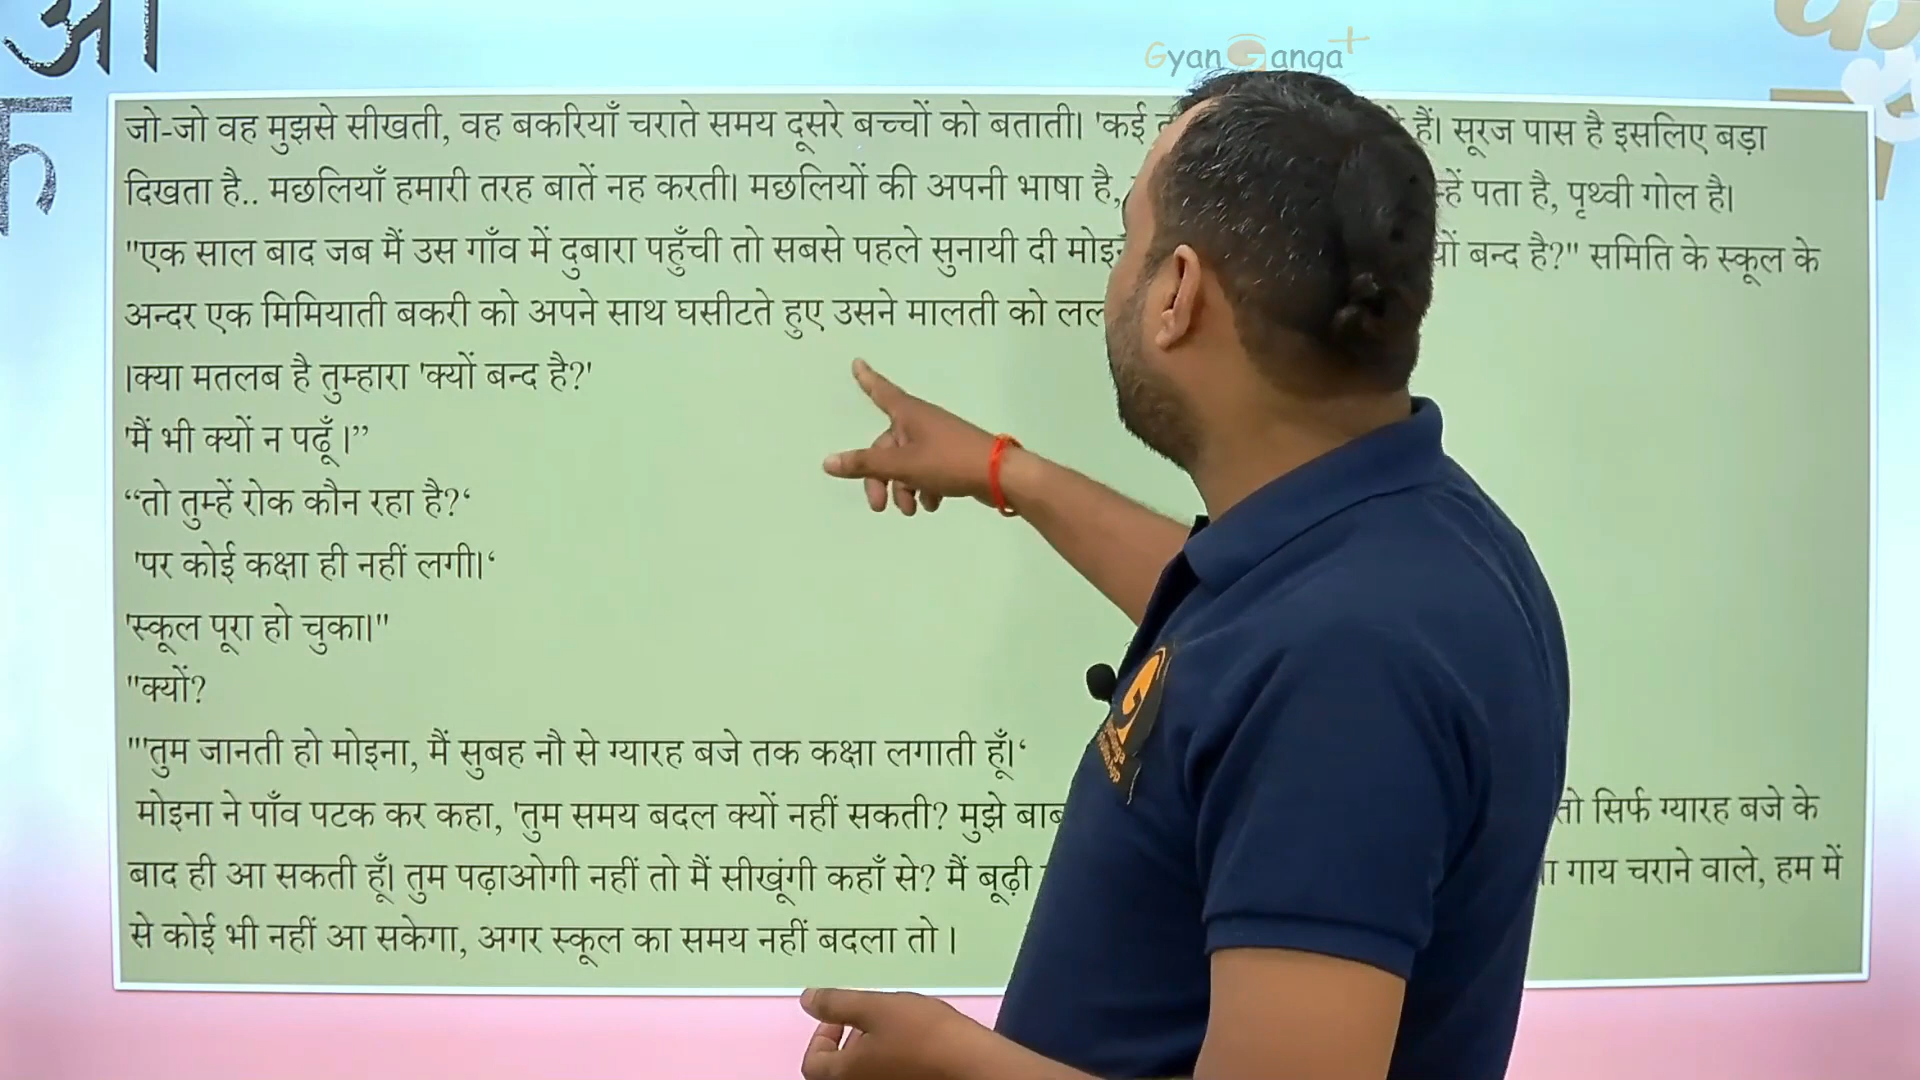 GyanGanga+
जो-जो वह मुझसे सीखती, वह बकरियाँ चराते समय दूसरे बच्चों को बताती। 'कई हैं। सूरज पास है इसलिए बड़ा
दिखता है.. मछलियाँ हमारी तरह बातें नह करती। मछलियों की अपनी भाषा है, पता है, पृथ्वी गोल है।
"एक साल बाद जब मैं उस गाँव में दुबारा पहुँची तो सबसे पहले सुनायी दी बन्द है?" समिति के स्कूल के
अन्दर एक मिमियाती बकरी को अपने साथ घसीटते हुए उसने मालती को
।क्या मतलब है तुम्हारा 'क्यों बन्द है?'
'मैं भी क्यों न पढ़ूँ।”
“तो तुम्हें रोक कौन रहा है?‘
'पर कोई कक्षा ही नहीं लगी।‘
'स्कूल पूरा हो चुका।"
"क्यों?
"'तुम जानती हो मोइना, मैं सुबह नौ से ग्यारह बजे तक कक्षा लगाती हूँ।‘
मोइना ने पाँव पटक कर कहा, 'तुम समय बदल क्यों नहीं सकती? मुझे तो सिर्फ ग्यारह बजे के
बाद ही आ सकती हूँ। तुम पढ़ाओगी नहीं तो मैं सीखूंगी कहाँ से? मैं बूढ़ी गाय चराने वाले, हम में
से कोई भी नहीं आ सकेगा, अगर स्कूल का समय नहीं बदला तो ।